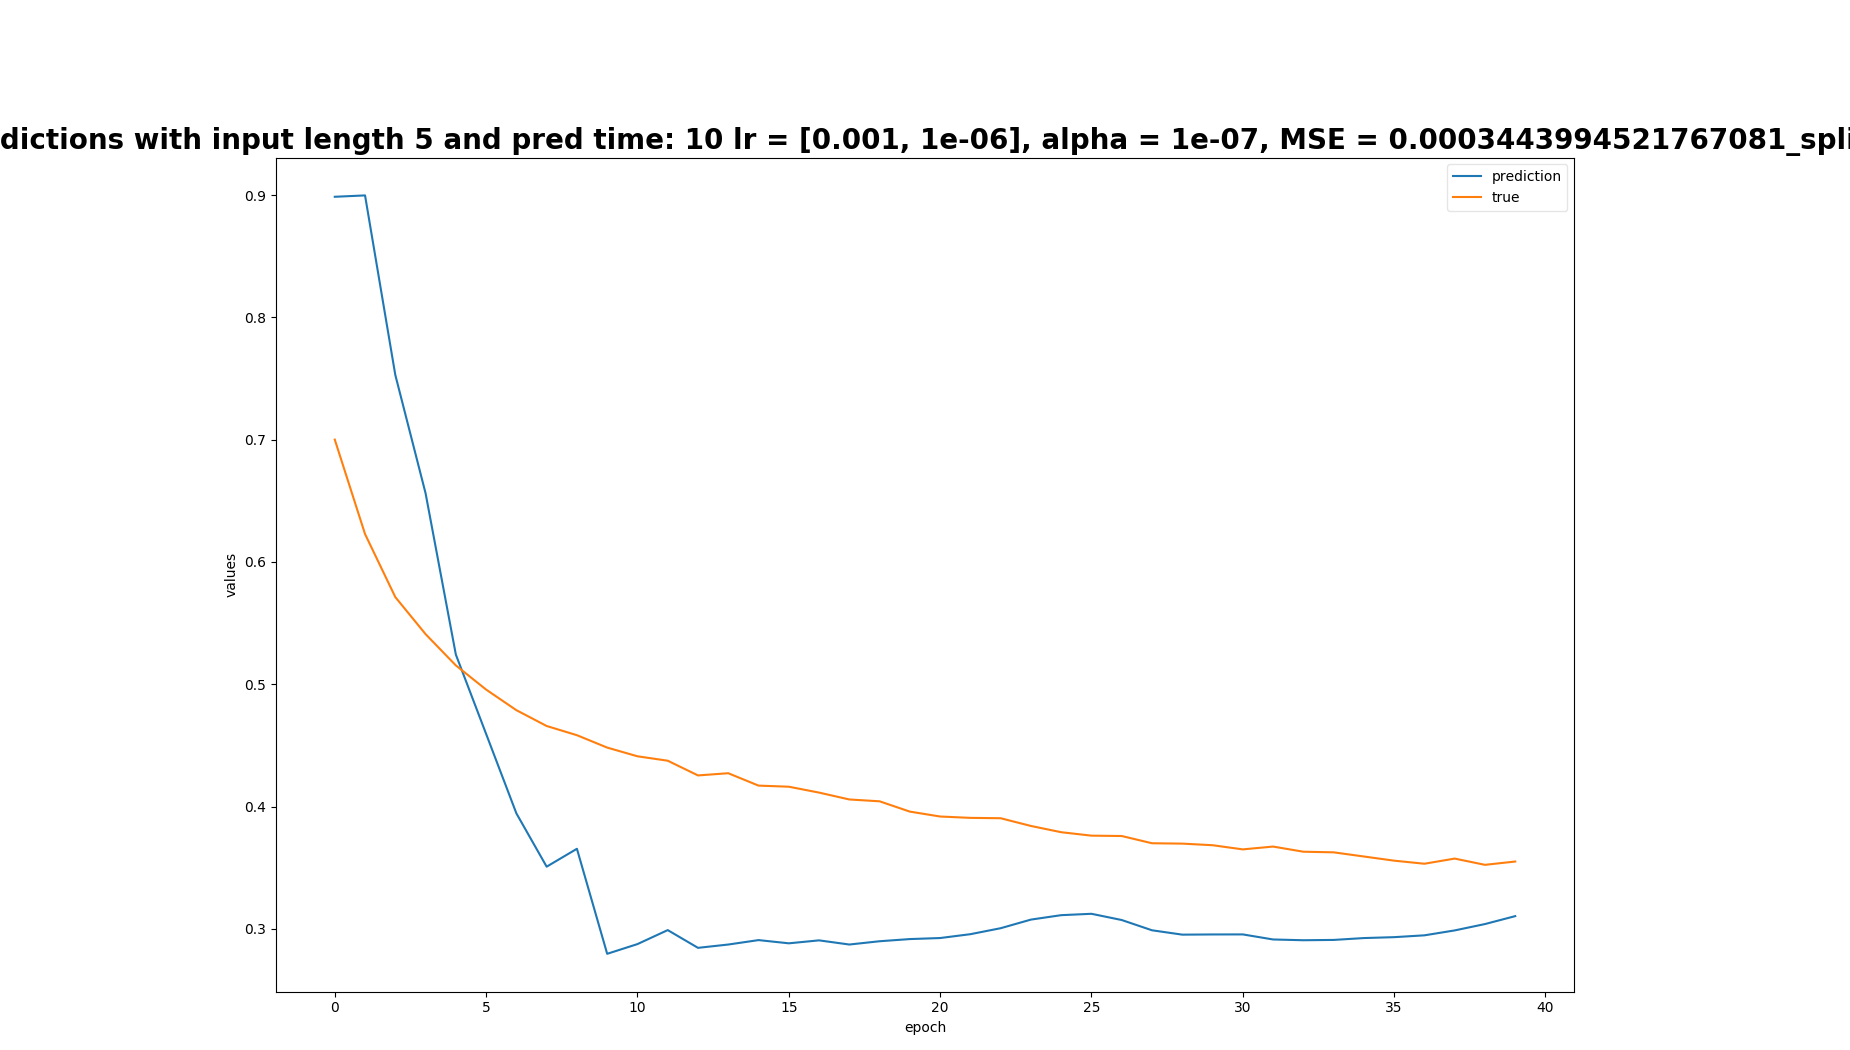 dictions with input length 5 and pred time: 10 lr = [0.001, 1e-06], alpha = 1e-07, MSE = 0.0003443994521767081_spli
prediction
true
0.9
0.8
0.7
0.6
0.5
0.4
0.3
values
0 5 10 15 20 25 30 35 40
epoch